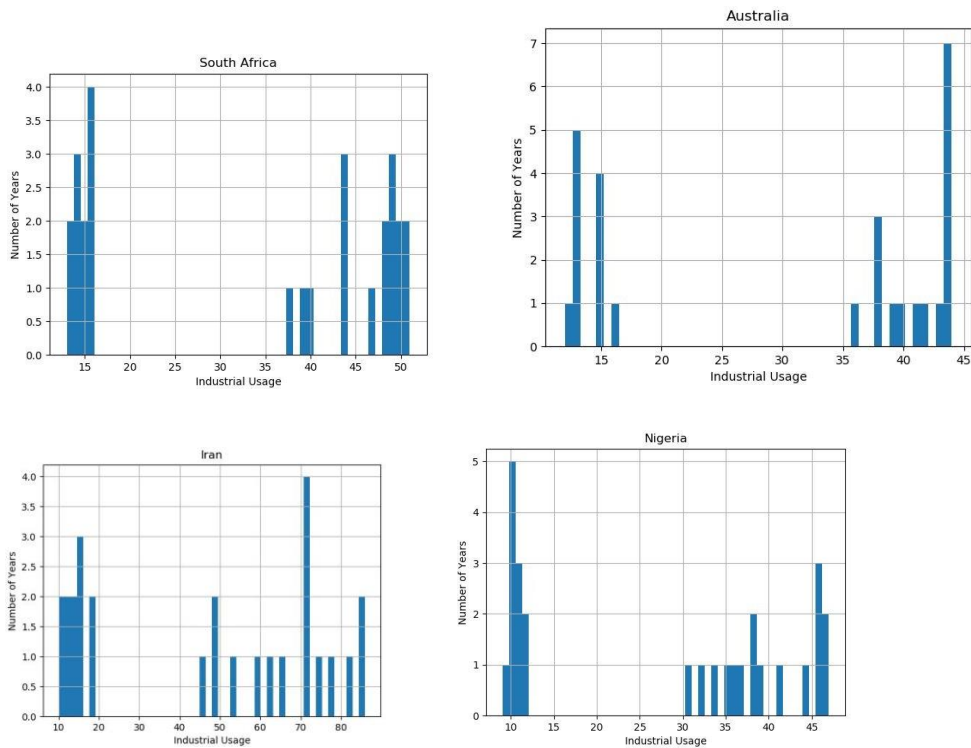 South Africa
4.0
3.5
3.0
2.5
2.0
1.5
1.0
0.5
0.0
Number of Years
15 20 25 30 35 40 45 50
Industrial Usage
Australia
7
6
5
4
3
2
1
0
Number of Years
15 20 25 30 35 40 45
Industrial Usage
Iran
4.0
3.5
3.0
2.5
2.0
1.5
1.0
0.5
0.0
Number of Years
10 20 30 40 50 60 70 80
Industrial Usage
Nigeria
5
4
3
2
1
0
Number of Years
10 15 20 25 30 35 40 45
Industrial Usage